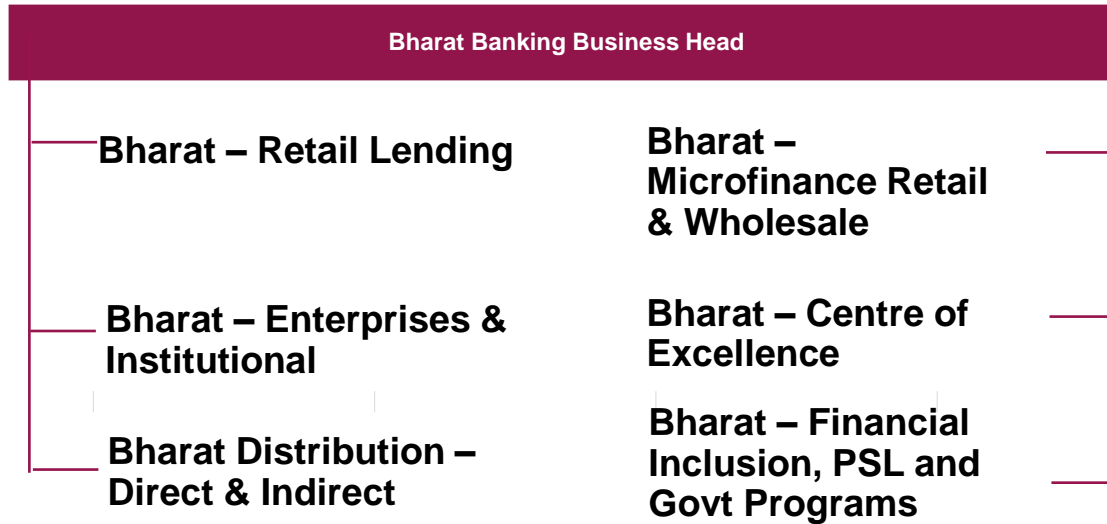 Bharat Banking Business Head
Bharat – Retail Lending
Bharat –
Microfinance Retail
& Wholesale
Bharat – Enterprises &
Institutional
Bharat – Centre of
Excellence
Bharat Distribution –
Direct & Indirect
Bharat – Financial
Inclusion, PSL and
Govt Programs